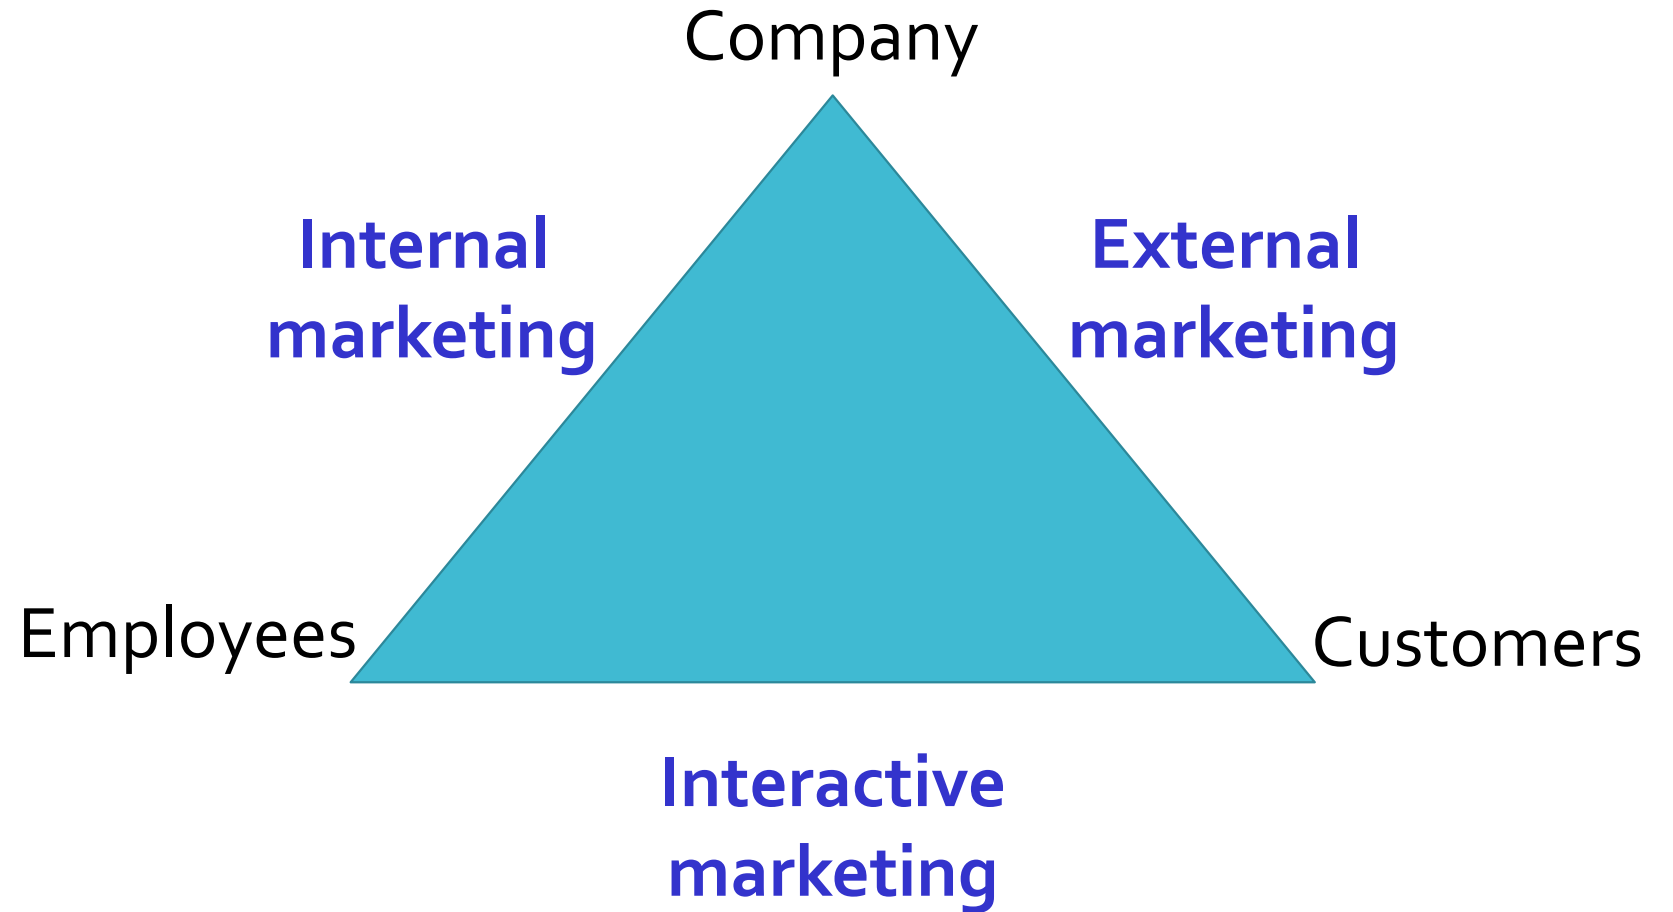 Company
Internal
marketing
External
marketing
Employees
Customers
Interactive
marketing